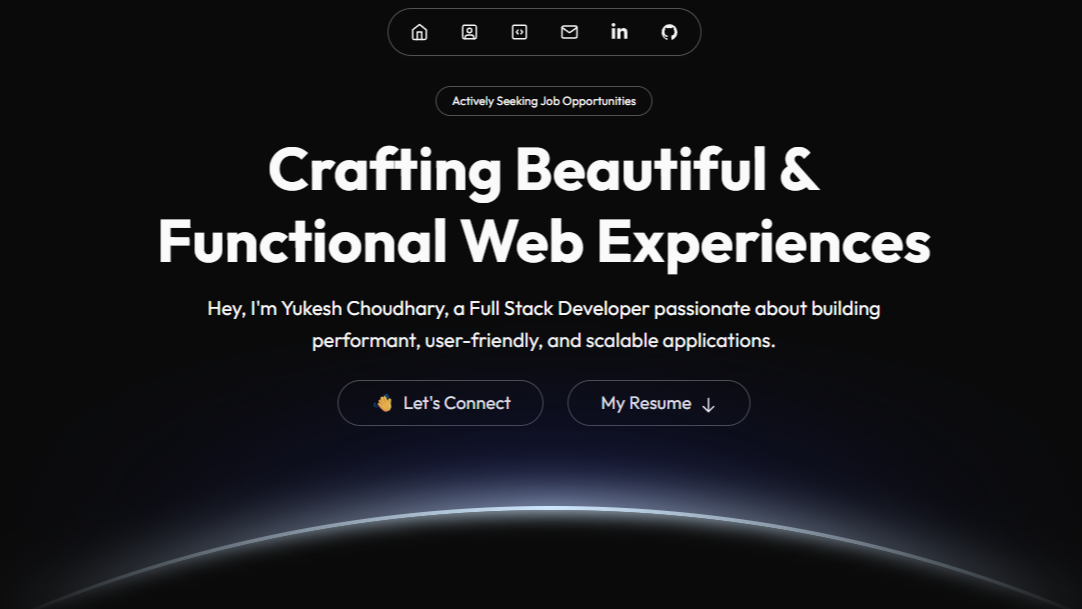 in
Actively Seeking Job Opportunities
Crafting Beautiful &
Functional Web Experiences
Hey, I'm Yukesh Choudhary, a Full Stack Developer passionate about building
performant, user-friendly, and scalable applications.
👋 Let's Connect
My Resume ↓